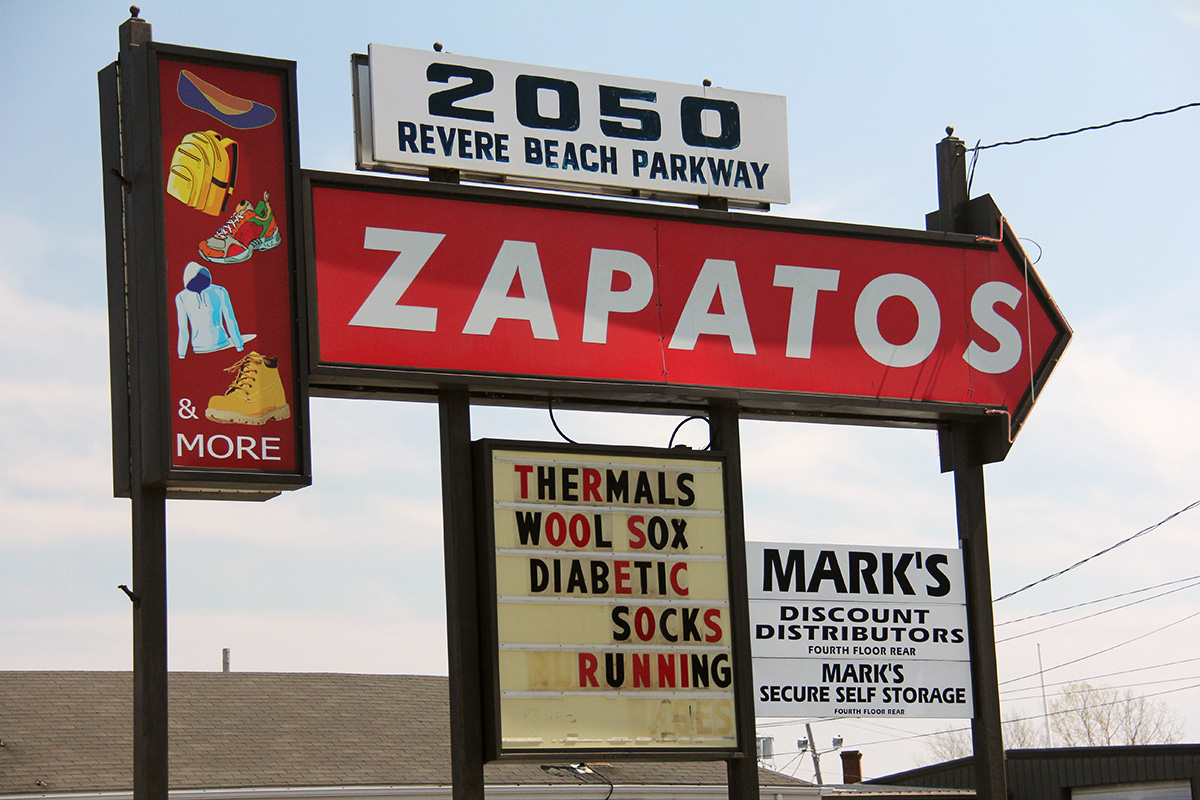 2050
REVERE BEACH PARKWAY
ZAPATOS
&
MORE
THERMALS
WOOL SOX
DIABETIC
SOCKS
RUNNING
MARK'S
DISCOUNT
DISTRIBUTORS
FOURTH FLOOR REAR
MARK'S
SECURE SELF STORAGE
FOURTH FLOOR REAR